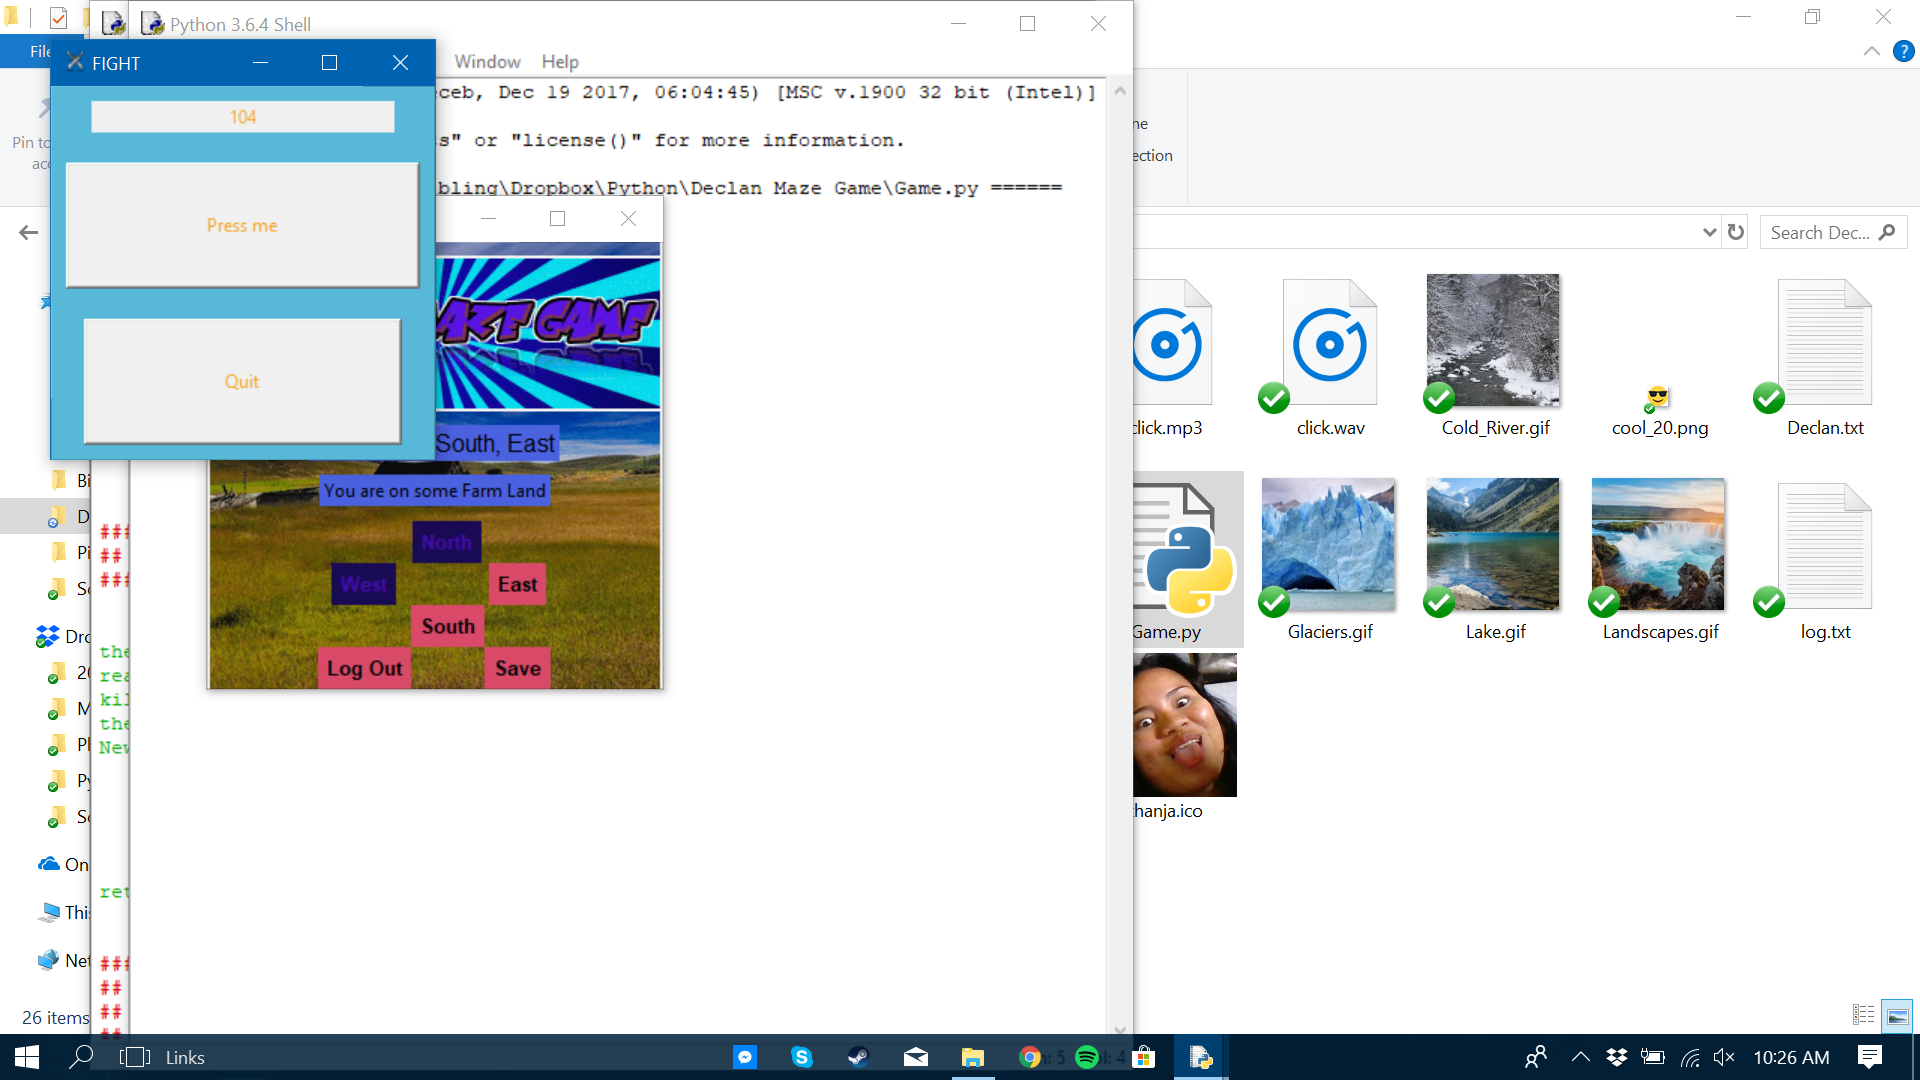 Python 3.6.4 Shell
File
FIGHT
Window Help
104
ceb, Dec 19 2017, 06:04:45) [MSC v.1900 32 bit (Intel)]
" or "license()" for more information.
bling\Dropbox\Python\Declan Maze Game\Game.py ======
Pin to
Press me
Quit
ection
Search Dec...
MAZE GAME
South, East
You are on some Farm Land
North
West
East
South
Log Out
Save
click.mp3
click.wav
Cold_River.gif
cool_20.png
Declan.txt
Game.py
Glaciers.gif
Lake.gif
Landscapes.gif
log.txt
hanja.ico
Bi
D
Pi
Sc
Dro
20
M
Pl
Py
Sc
On
This
Net
###
##
###
the
rea
kil
the
New
ret
###
##
##
##
26 items
Links
10:26 AM